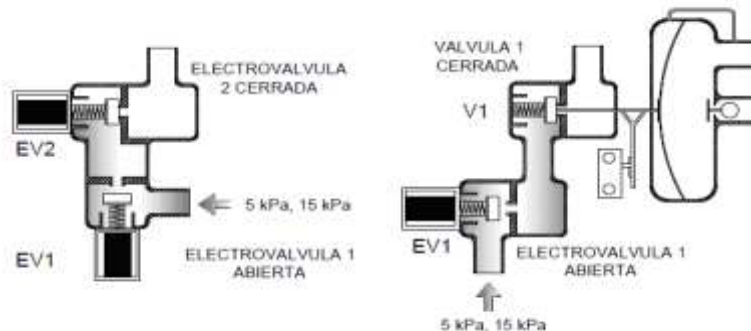 ELECTROVALVULA
2 CERRADA
EV2
5 kPa, 15 kPa
EV1
ELECTROVALVULA 1
ABIERTA
VALVULA 1
CERRADA
V1
EV1
ELECTROVALVULA 1
ABIERTA
5 kPa, 15 kPa